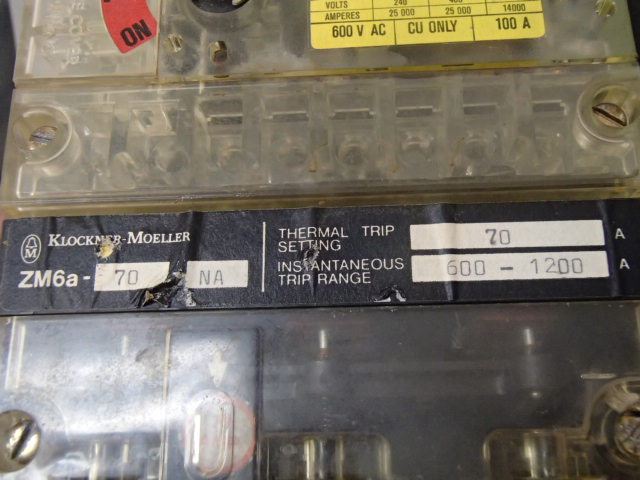 ON
VOLTS 240 480
AMPERES 25 000 25 000 14000
600 V AC CU ONLY 100 A
KLOCKNER-MOELLER
ZM6a- 70 NA
THERMAL TRIP SETTING 70 A
INSTANTANEOUS TRIP RANGE 600 - 1200 A